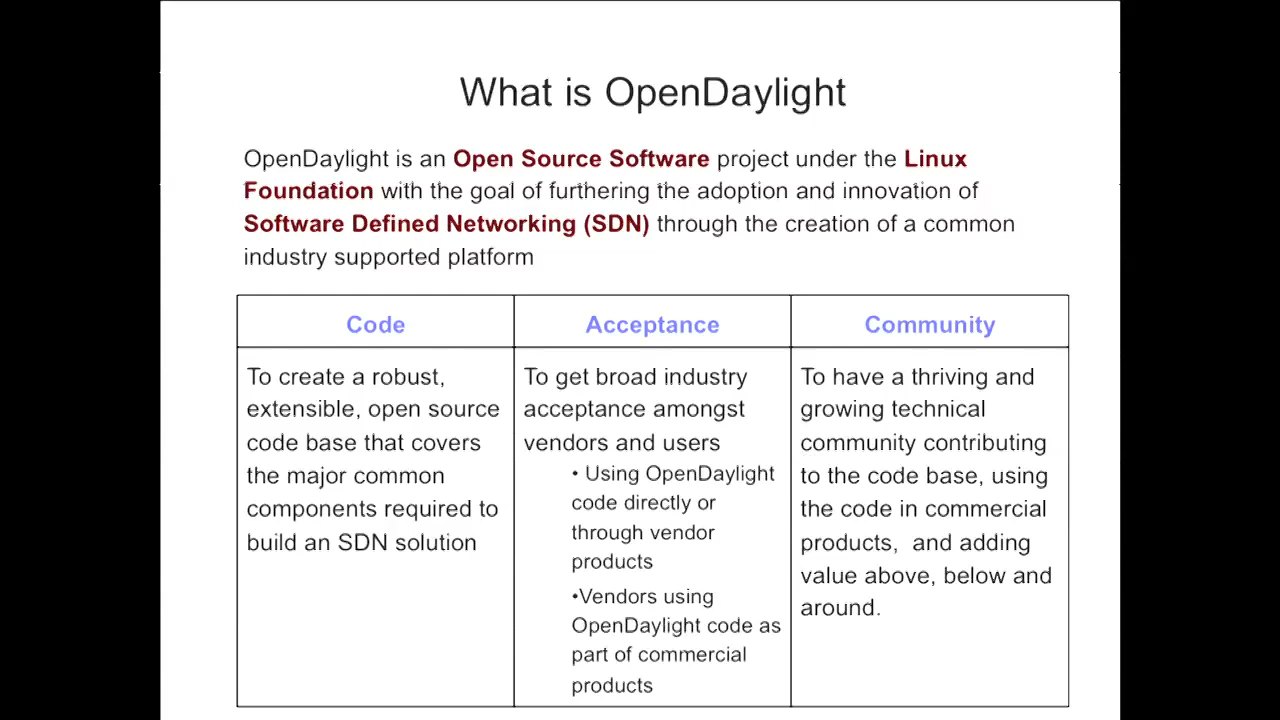 What is OpenDaylight
OpenDaylight is an Open Source Software project under the Linux
Foundation with the goal of furthering the adoption and innovation of
Software Defined Networking (SDN) through the creation of a common
industry supported platform
Code
To create a robust,
extensible, open source
code base that covers
the major common
components required to
build an SDN solution
Acceptance
To get broad industry
acceptance amongst
vendors and users
• Using OpenDaylight
code directly or
through vendor
products
•Vendors using
OpenDaylight code as
part of commercial
products
Community
To have a thriving and
growing technical
community contributing
to the code base, using
the code in commercial
products,  and adding
value above, below and
around.